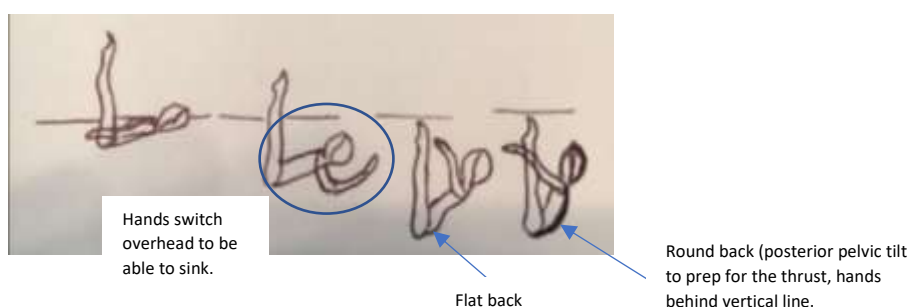 Hands switch
overhead to be
able to sink.
Flat back
Round back (posterior pelvic tilt
to prep for the thrust, hands
behind vertical line.